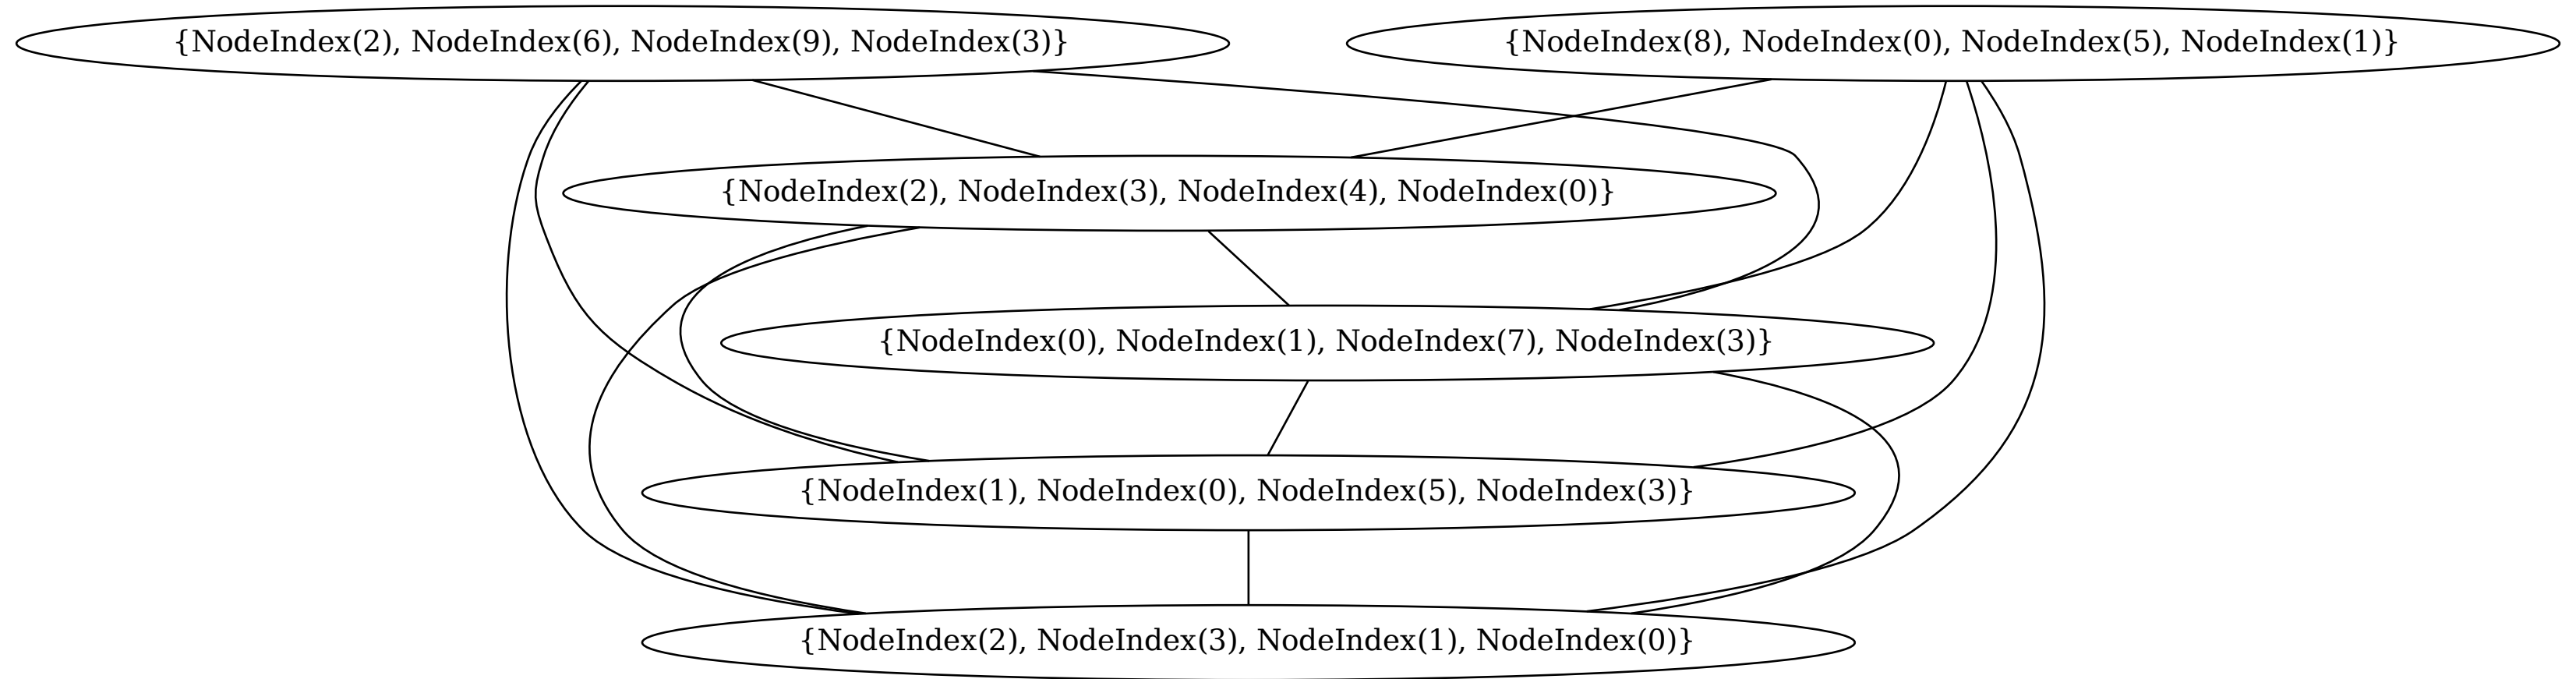 {NodeIndex(2), NodeIndex(6), NodeIndex(9), NodeIndex(3)}
{NodeIndex(8), NodeIndex(0), NodeIndex(5), NodeIndex(1)}
{NodeIndex(2), NodeIndex(3), NodeIndex(4), NodeIndex(0)}
{NodeIndex(0), NodeIndex(1), NodeIndex(7), NodeIndex(3)}
{NodeIndex(1), NodeIndex(0), NodeIndex(5), NodeIndex(3)}
{NodeIndex(2), NodeIndex(3), NodeIndex(1), NodeIndex(0)}